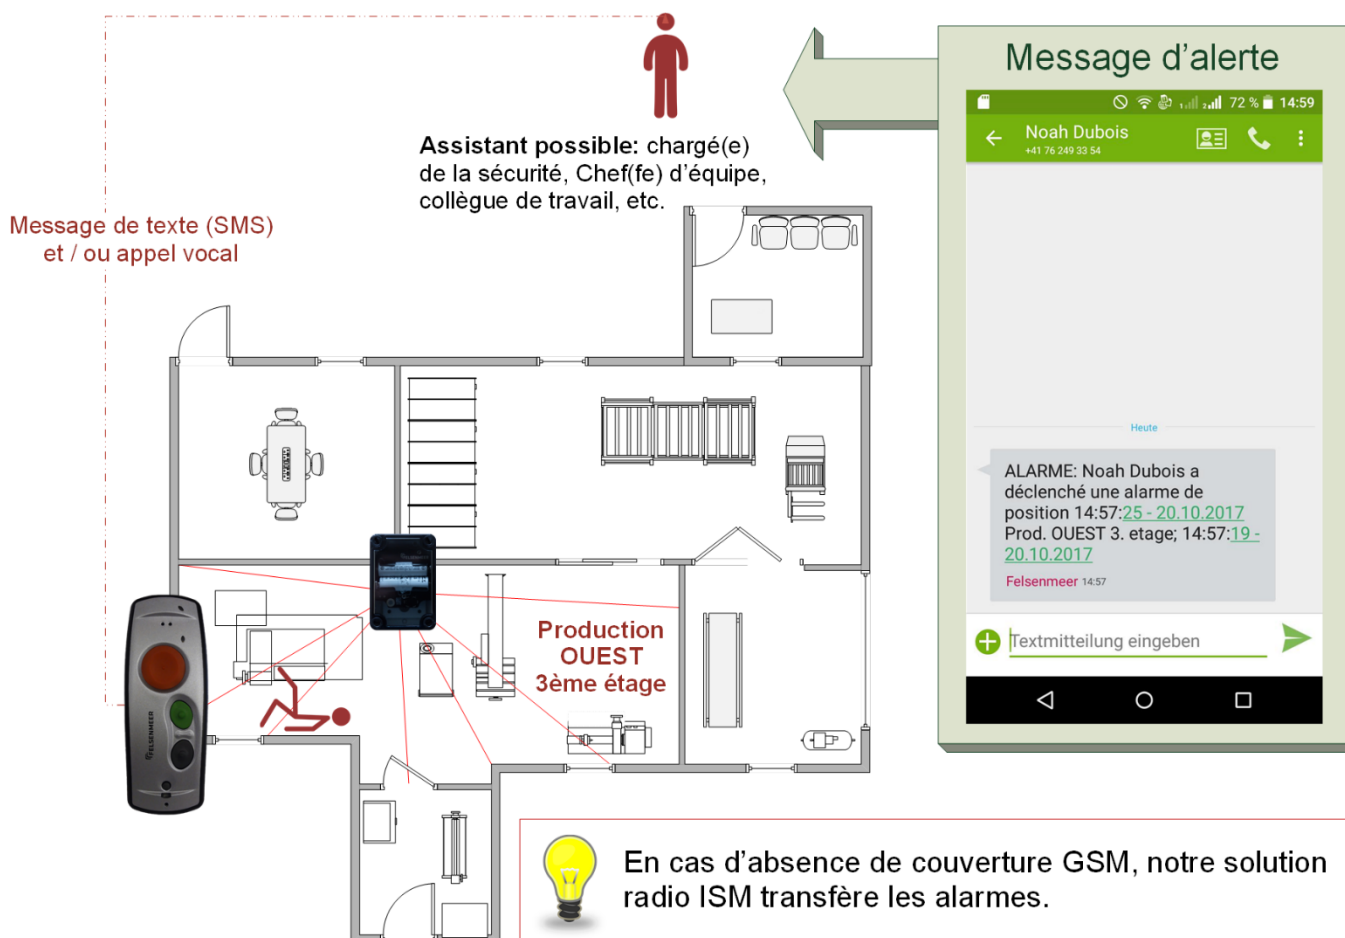 Message d'alerte
72 % 14:59
Noah Dubois
+41 76 249 33 54
Assistant possible: chargé(e)
de la sécurité, Chef(fe) d'équipe,
collègue de travail, etc.
Message de texte (SMS)
et / ou appel vocal
Heute
ALARME: Noah Dubois a
déclenché une alarme de
position 14:57:25 - 20.10.2017
Prod. OUEST 3. etage; 14:57:19 -
20.10.2017
Felsenmeer 14:57
Textmitteilung eingeben
Production
OUEST
3ème étage
FELSENMEER
En cas d'absence de couverture GSM, notre solution
radio ISM transfère les alarmes.